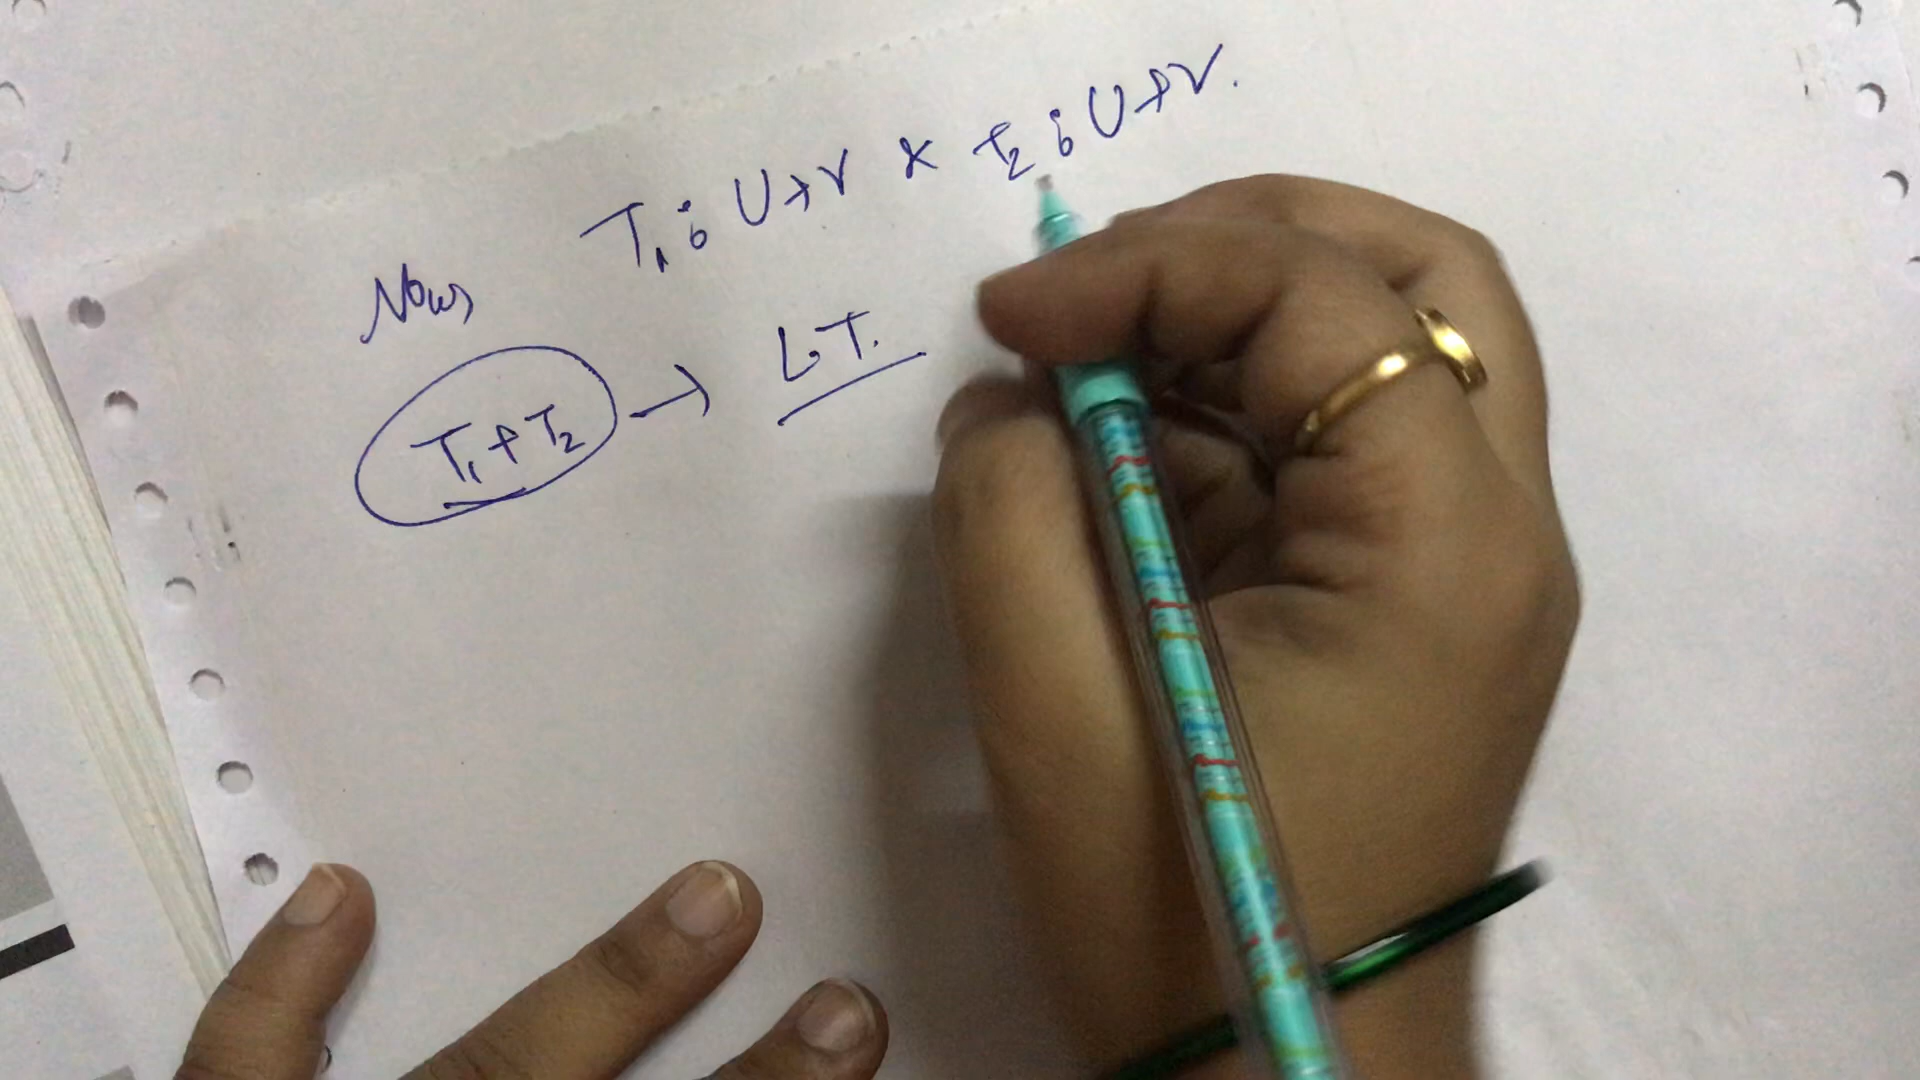 T₁ : U→V & T₂ : U→V.
Now
T₁+T₂ → L.T.